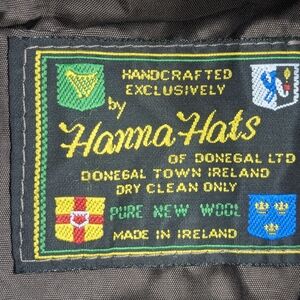 HANDCRAFTED
EXCLUSIVELY
by
Hanna Hats
OF DONEGAL LTD
DONEGAL TOWN IRELAND
DRY CLEAN ONLY
PURE NEW WOOL
MADE IN IRELAND